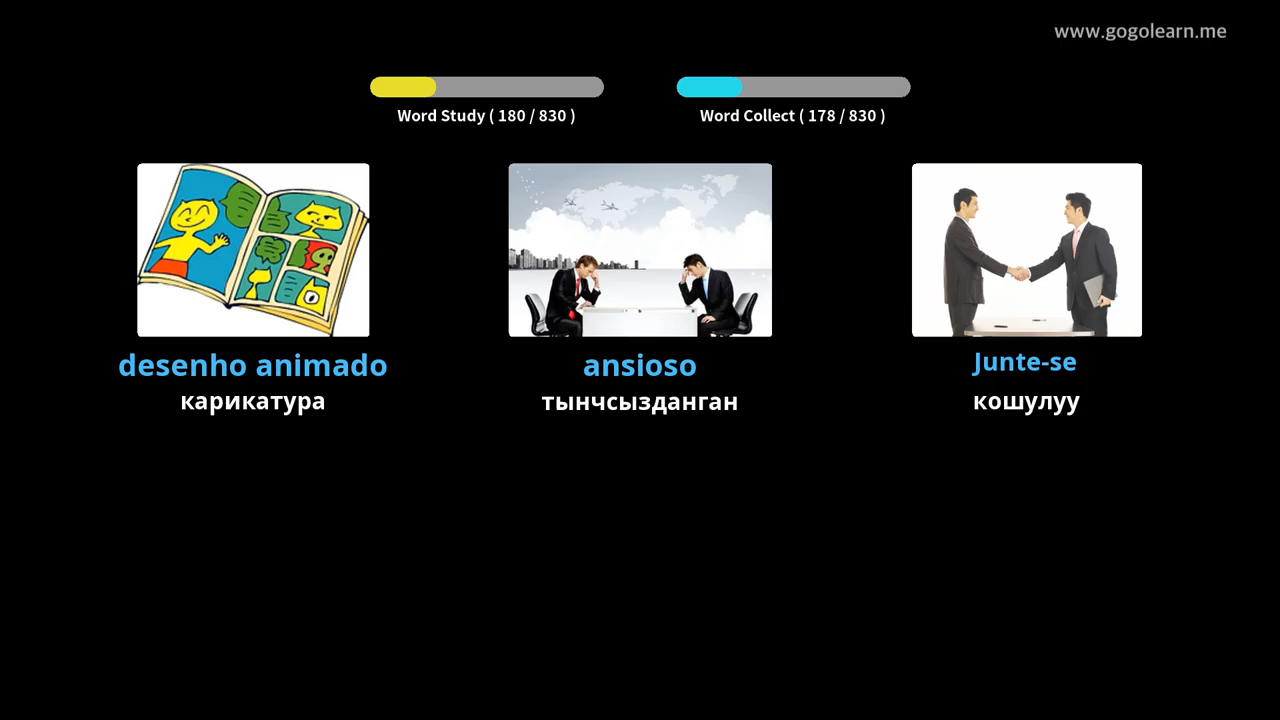 www.gogolearn.me
Word Study ( 180 / 830 )
Word Collect ( 178 / 830 )
desenho animado
карикатура
ansioso
тынчсызданган
Junte-se
кошулуу